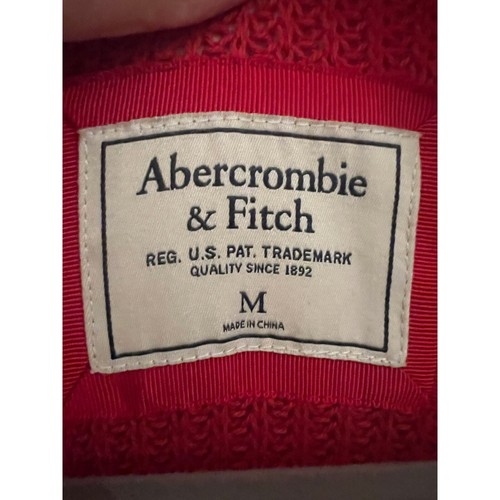 Abercrombie
& Fitch
REG. U.S. PAT. TRADEMARK
QUALITY SINCE 1892
M
MADE IN CHINA